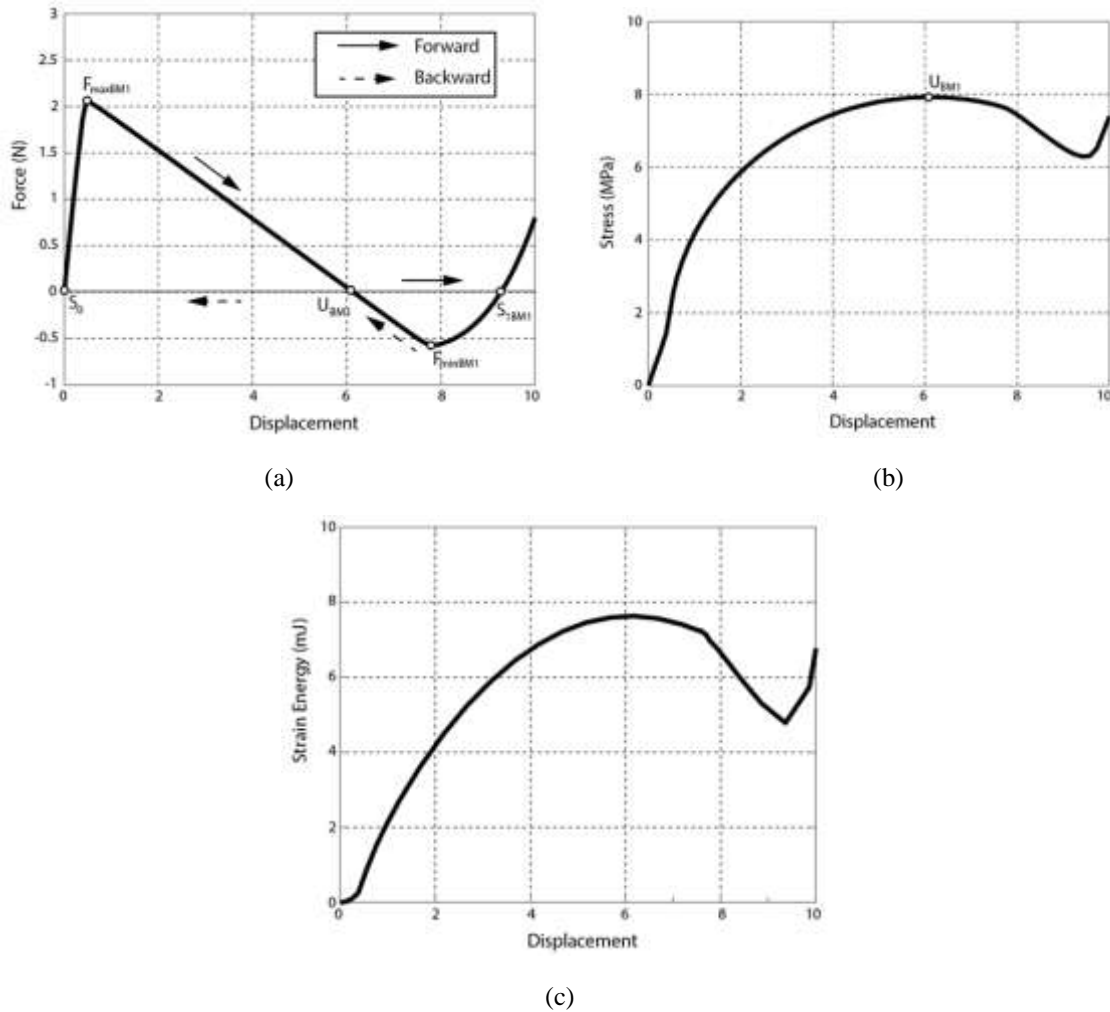 3
2.5
2
1.5
1
0.5
0
-0.5
-1
Force (N)
F_maxBM1
Forward
Backward
S_0
U_BM1
S_1BM1
F_minBM1
0 2 4 6 8 10
Displacement
(a)
10
8
6
4
2
0
Stress (MPa)
U_BM1
0 2 4 6 8 10
Displacement
(b)
10
8
6
4
2
0
Strain Energy (mJ)
0 2 4 6 8 10
Displacement
(c)